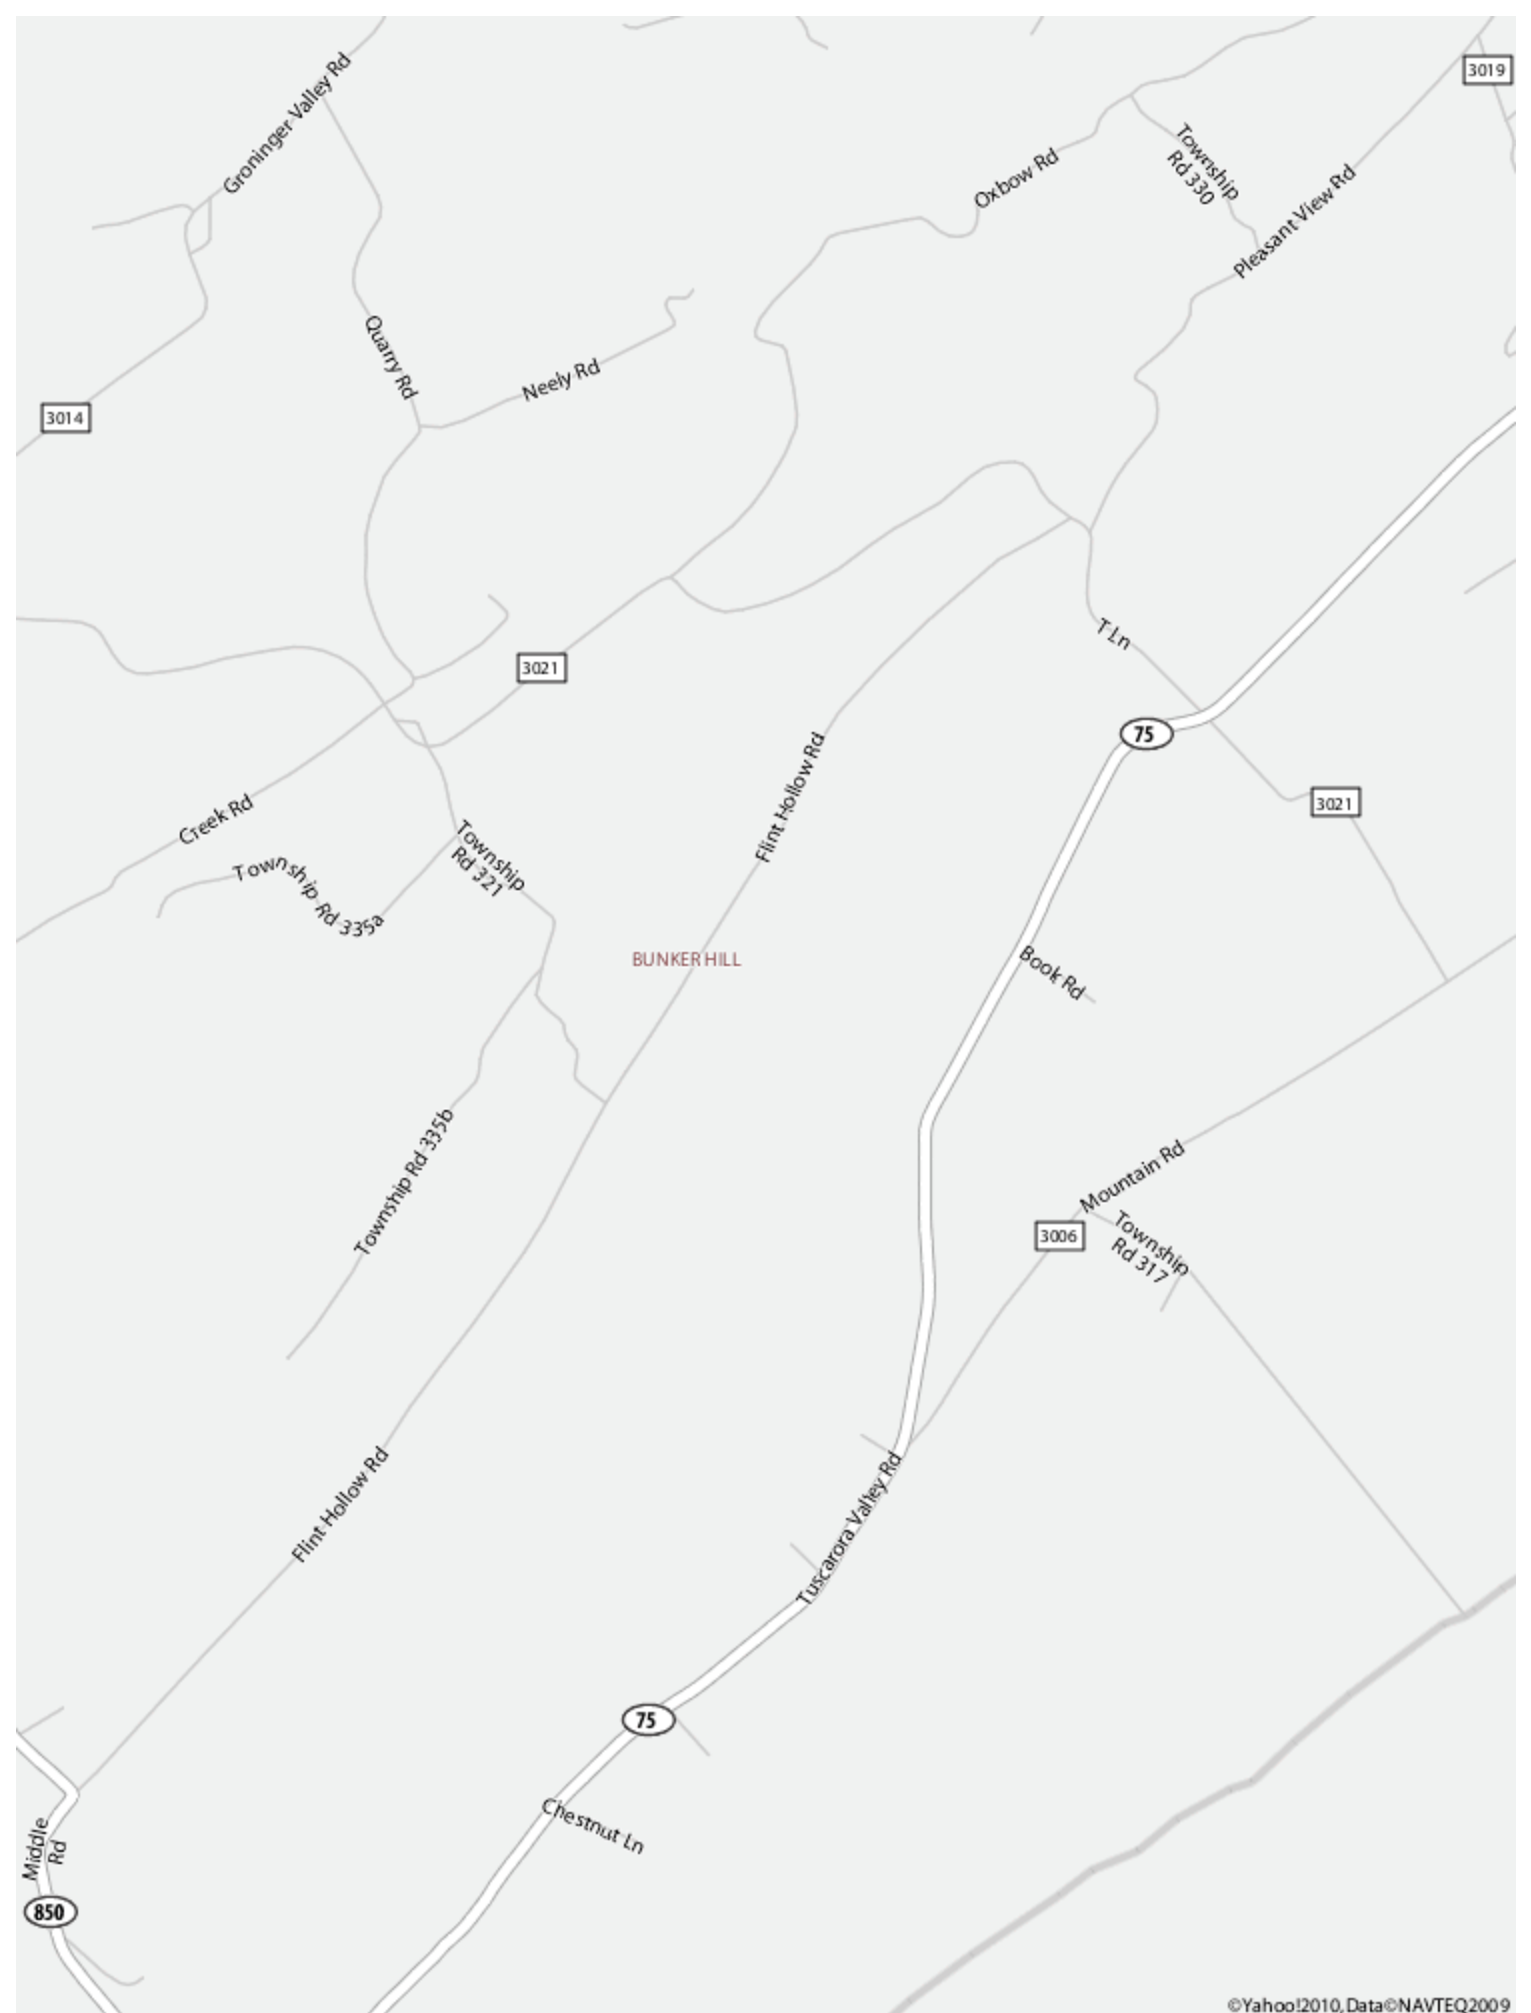 Groninger Valley Rd
3019
Township
Rd 330
Oxbow Rd
Pleasant View Rd
Quarry Rd
Neely Rd
3014
T Ln
3021
75
Flint Hollow Rd
3021
Creek Rd
Township
Rd 321
Township Rd 335a
BUNKER HILL
Book Rd
Township Rd 335b
Mountain Rd
3006
Township
Rd 317
Flint Hollow Rd
Tuscarora Valley Rd
75
Chestnut Ln
Middle
Rd
850
©Yahoo!2010, Data©NAVTEQ2009